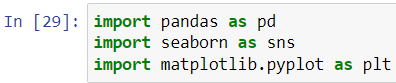 In [29]: import pandas as pd
import seaborn as sns
import matplotlib.pyplot as plt